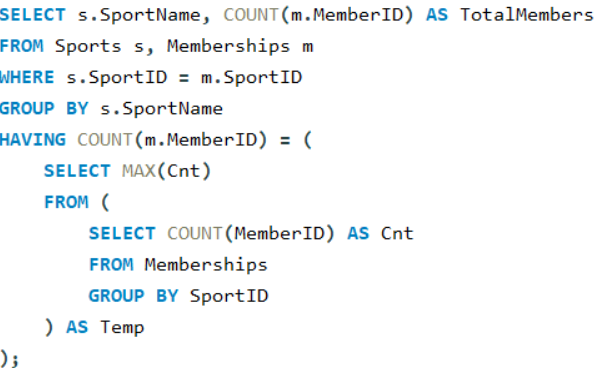 SELECT s.SportName, COUNT(m.MemberID) AS TotalMembers
FROM Sports s, Memberships m
WHERE s.SportID = m.SportID
GROUP BY s.SportName
HAVING COUNT(m.MemberID) = (
    SELECT MAX(Cnt)
    FROM (
        SELECT COUNT(MemberID) AS Cnt
        FROM Memberships
        GROUP BY SportID
    ) AS Temp
);